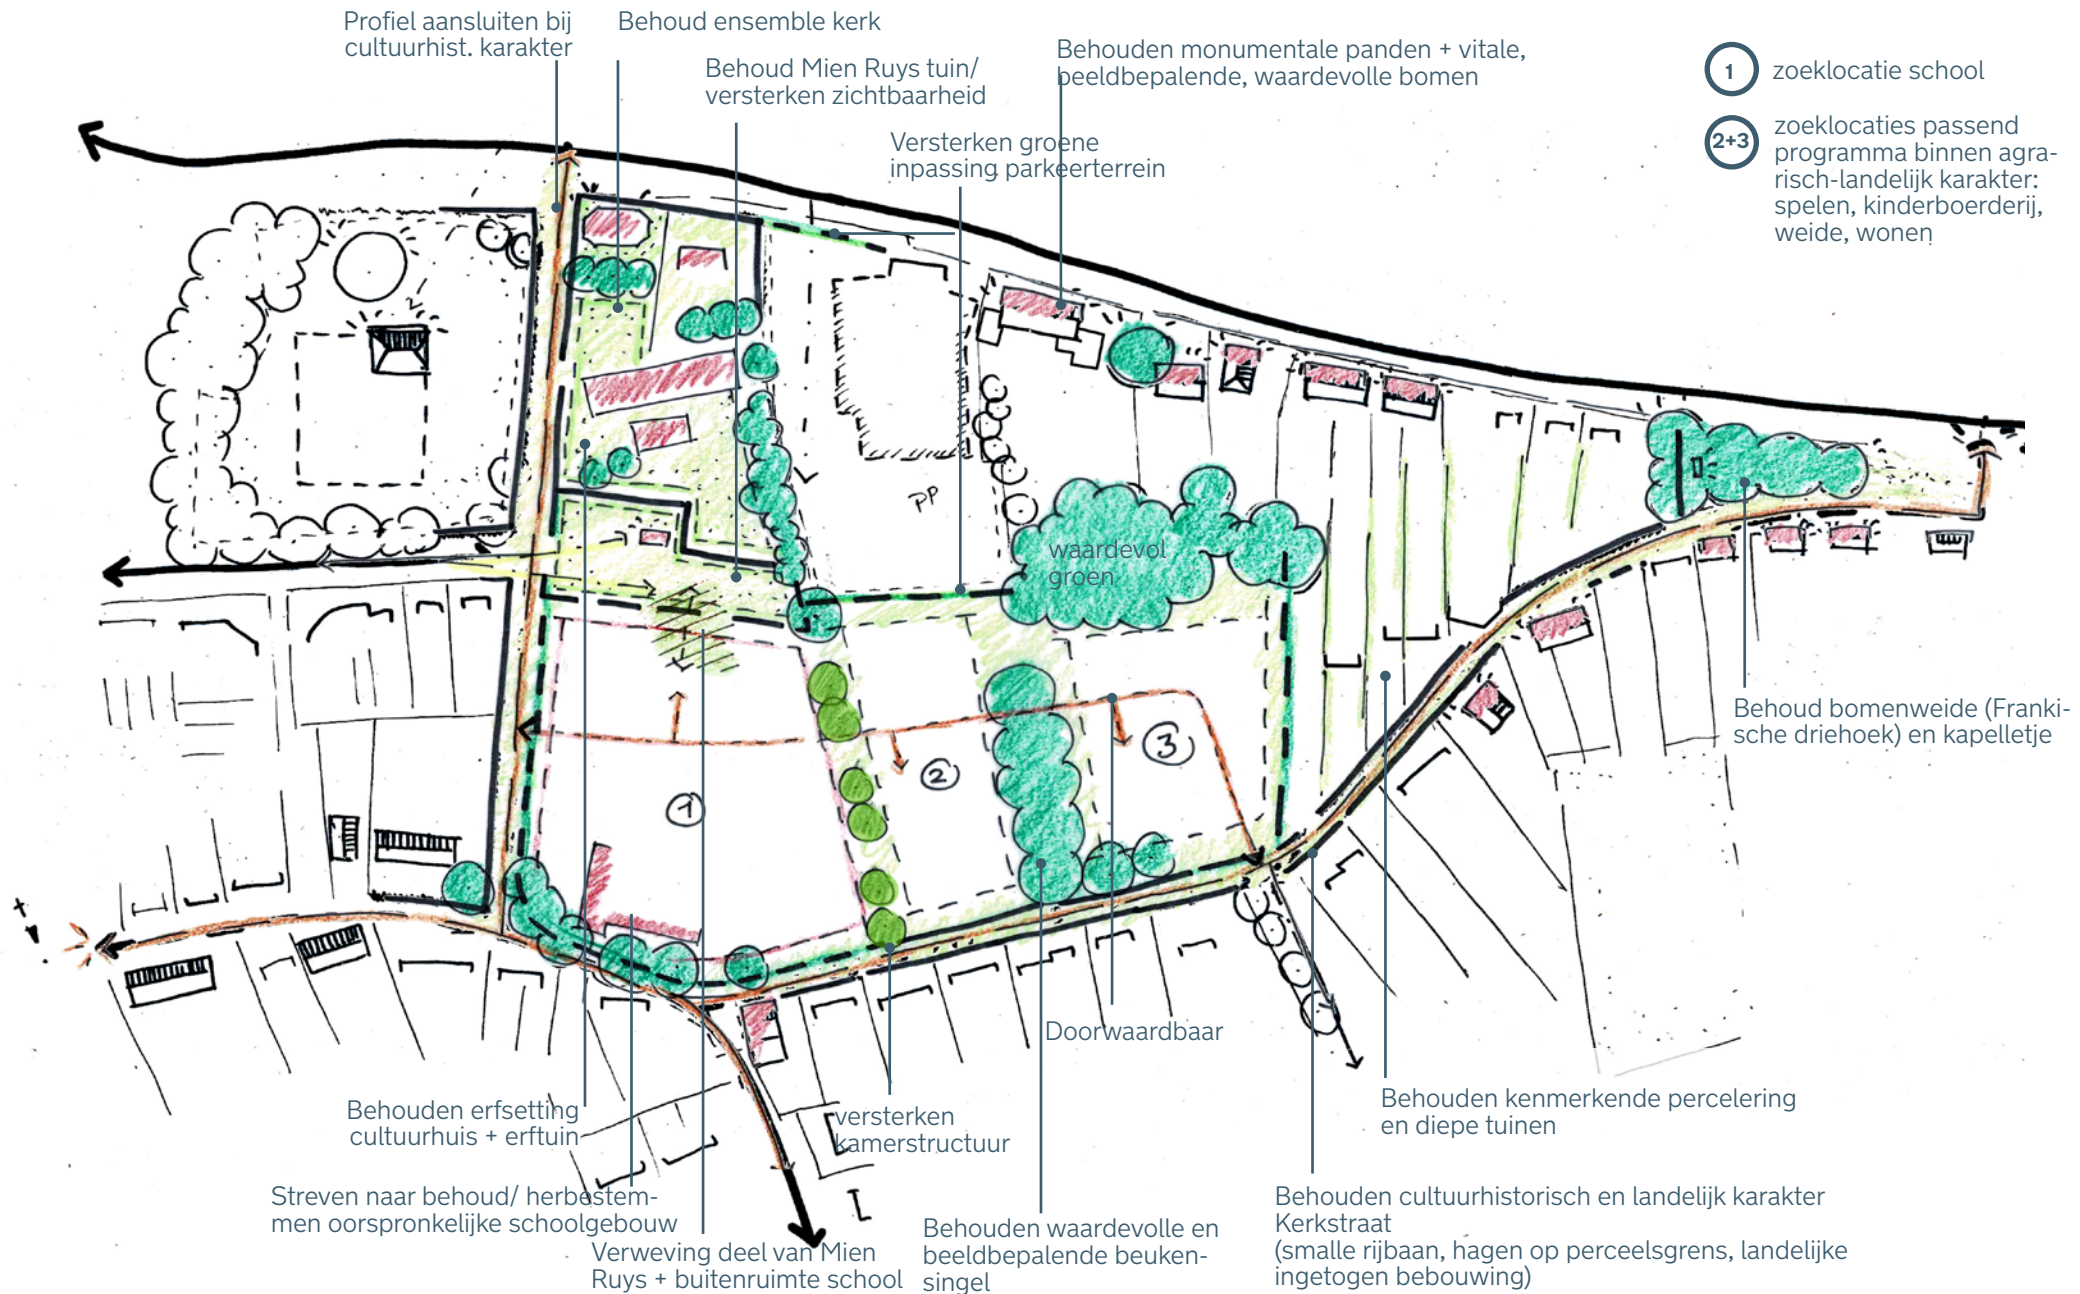 Profiel aansluiten bij
cultuurhist. karakter
Behoud ensemble kerk
Behoud Mien Ruys tuin/
versterken zichtbaarheid
Behouden monumentale panden + vitale,
beeldbepalende, waardevolle bomen
Versterken groene
inpassing parkeerterrein
1
zoeklocatie school
2+3
zoeklocaties passend
programma binnen agra-
risch-landelijk karakter:
spelen, kinderboerderij,
weide, wonen
PP
waardevol
groen
1
2
3
Behoud bomenweide (Franki-
sche driehoek) en kapelletje
Doorwaardbaar
Behouden erfsetting
cultuurhuis + erftuin
versterken
kamerstructuur
Behouden kenmerkende percelering
en diepe tuinen
Streven naar behoud/ herbestem-
men oorspronkelijke schoolgebouw
Verweving deel van Mien
Ruys + buitenruimte school
Behouden waardevolle en
beeldbepalende beuken-
singel
Behouden cultuurhistorisch en landelijk karakter
Kerkstraat
(smalle rijbaan, hagen op perceelsgrens, landelijke
ingetogen bebouwing)